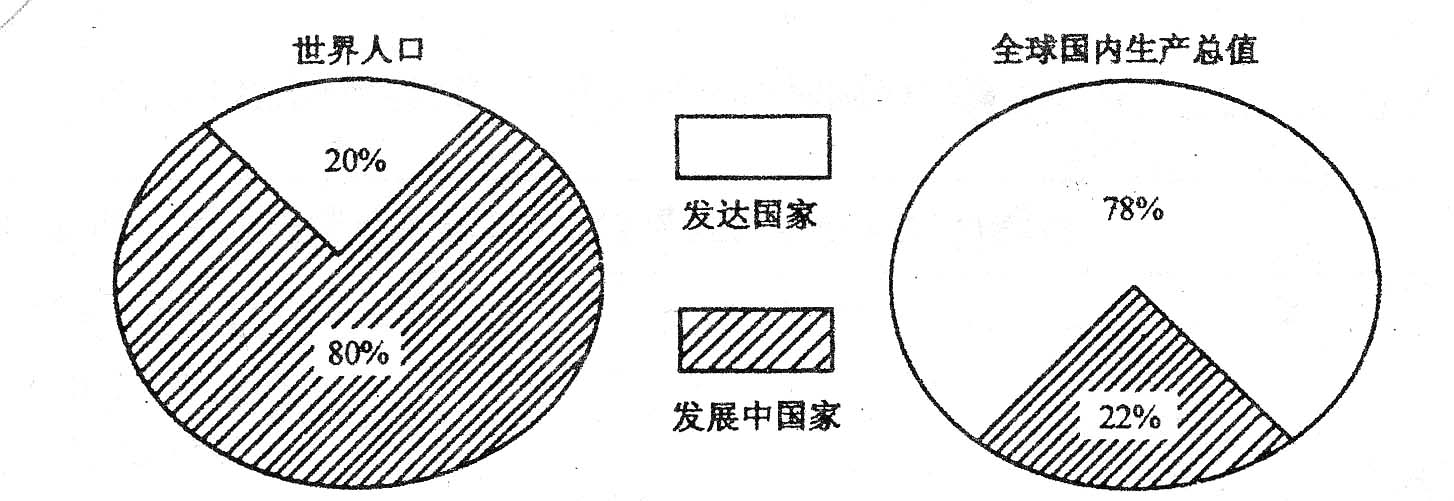 世界人口
20%
80%
发达国家
发展中国家
全球国内生产总值
78%
22%